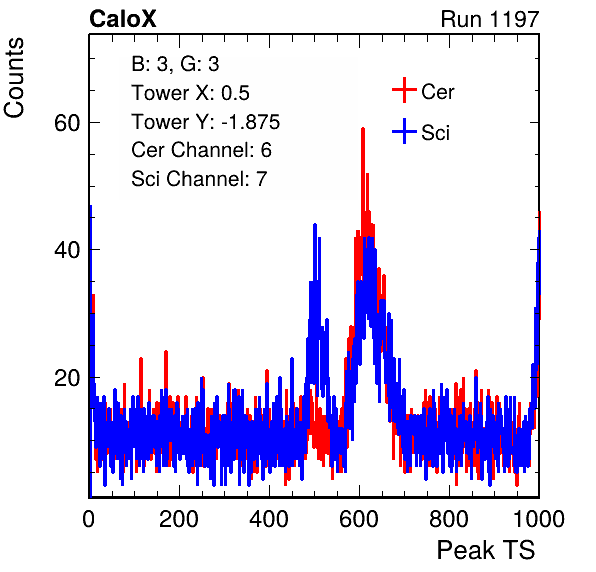 CaloX Run 1197
Counts
B: 3, G: 3
Tower X: 0.5
Tower Y: -1.875
Cer Channel: 6
Sci Channel: 7
Cer
Sci
60
40
20
0 200 400 600 800 1000
Peak TS